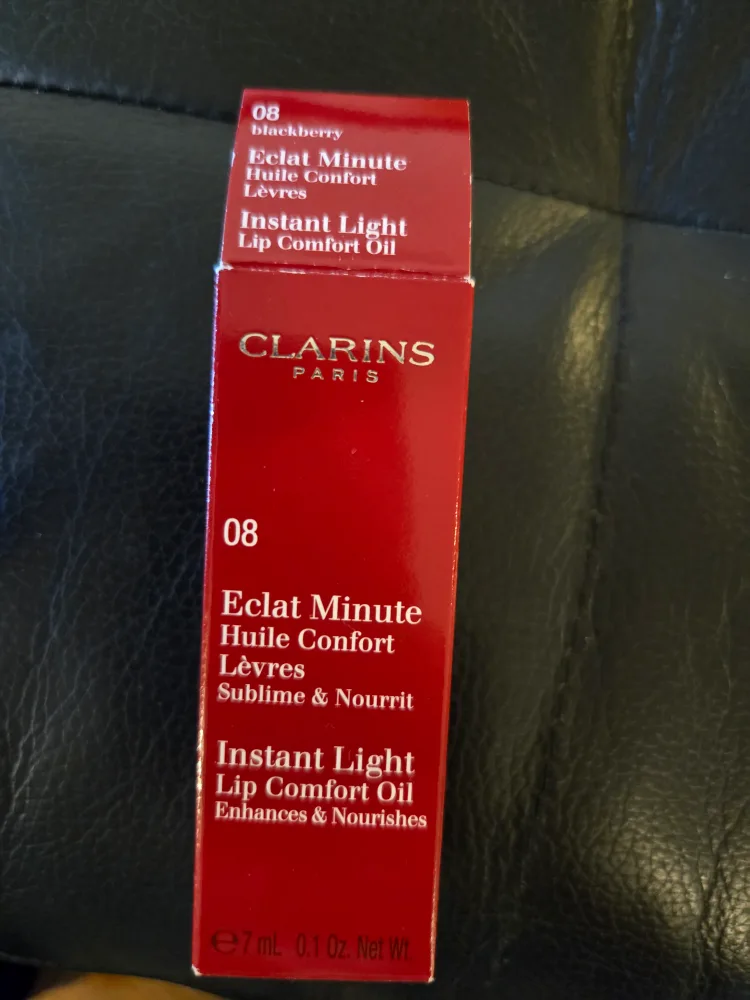 08
blackberry
Eclat Minute
Huile Confort
Lèvres
Instant Light
Lip Comfort Oil
CLARINS
PARIS
08
Eclat Minute
Huile Confort
Lèvres
Sublime & Nourrit
Instant Light
Lip Comfort Oil
Enhances & Nourishes
℮ 7 mL 0.1 Oz. Net Wt.